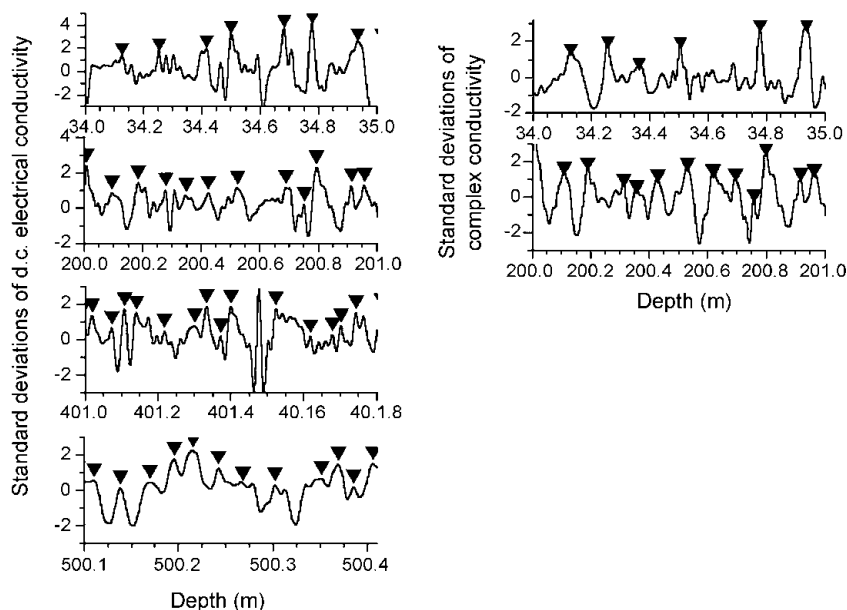 Standard deviations of d.c. electrical conductivity
4
2
0
-2
34.0 34.2 34.4 34.6 34.8 35.0
4
2
0
-2
200.0 200.2 200.4 200.6 200.8 201.0
2
0
-2
401.0 401.2 401.4 40.16 40.1.8
2
0
-2
500.1 500.2 500.3 500.4
Depth (m)
Standard deviations of
complex conductivity
2
0
-2
34.0 34.2 34.4 34.6 34.8 35.0
2
0
-2
200.0 200.2 200.4 200.6 200.8 201.0
Depth (m)